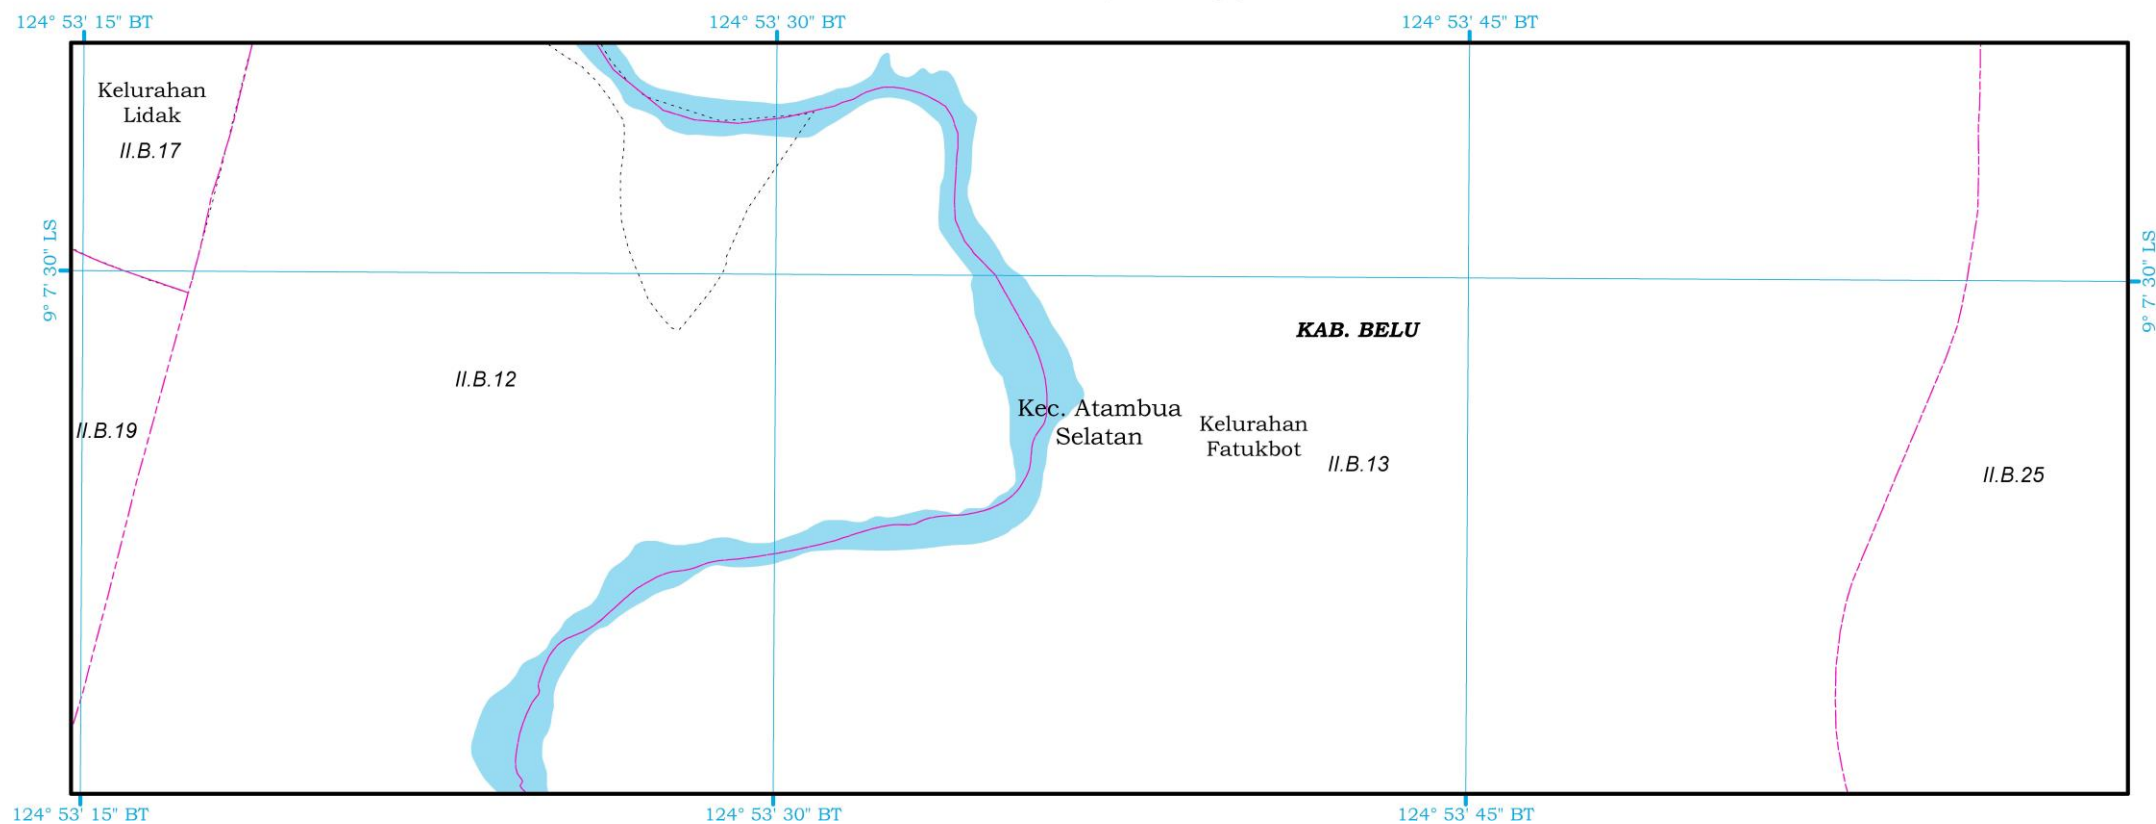 124° 53' 15" BT
124° 53' 30" BT
124° 53' 45" BT
Kelurahan
Lidak
II.B.17
9° 7' 30" LS
9° 7' 30" LS
KAB. BELU
II.B.12
Kec. Atambua
Selatan
Kelurahan
Fatukbot
II.B.19
II.B.13
II.B.25
124° 53' 15" BT
124° 53' 30" BT
124° 53' 45" BT